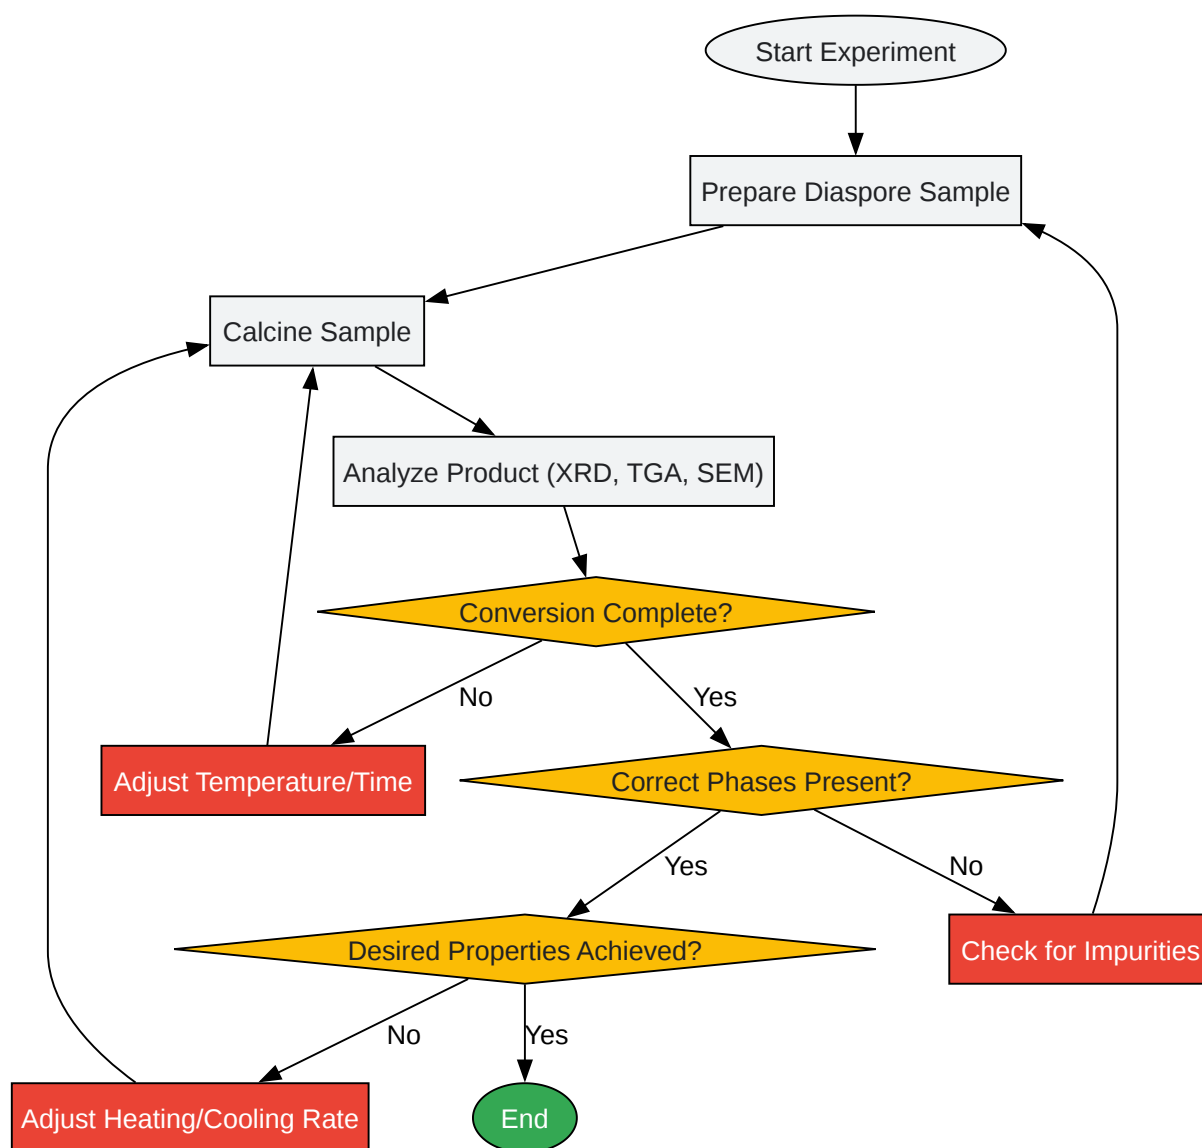 Start Experiment
Prepare Diaspore Sample
Calcine Sample
Analyze Product (XRD, TGA, SEM)
Conversion Complete?
No
Yes
Adjust Temperature/Time
Correct Phases Present?
Yes
No
Desired Properties Achieved?
Check for Impurities
No
Yes
Adjust Heating/Cooling Rate
End